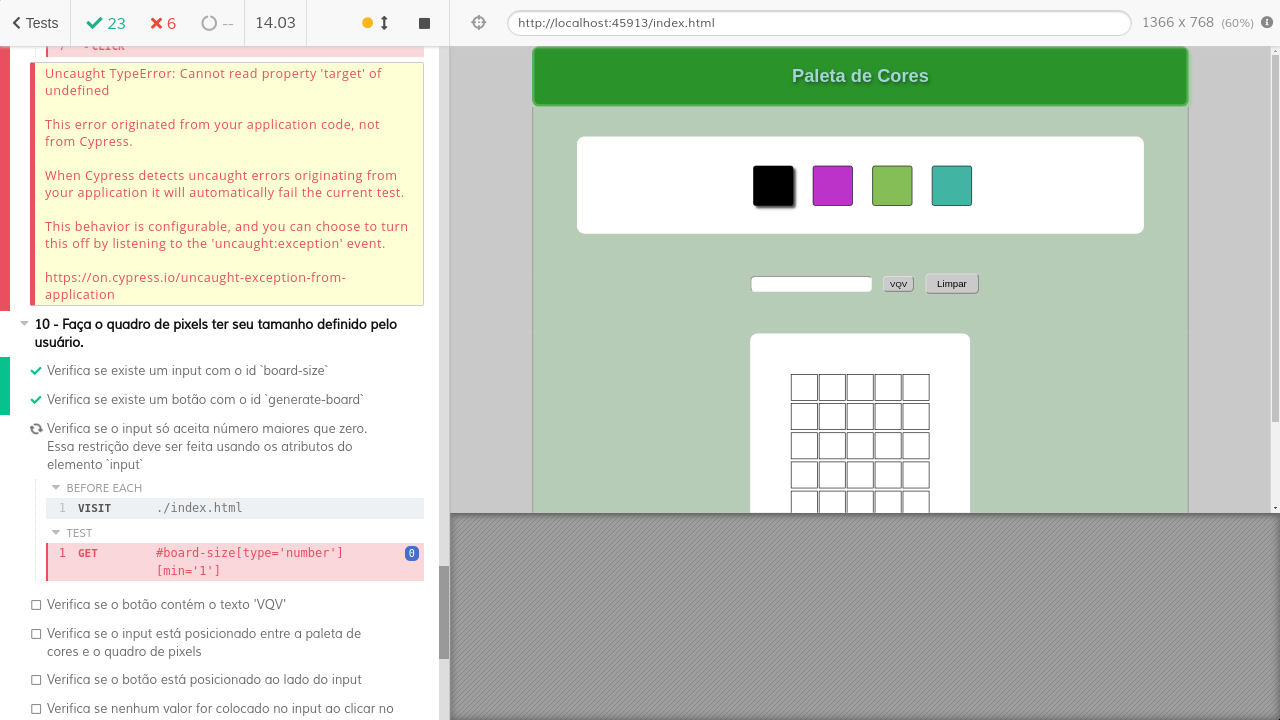 Tests
23
6
--
14.03
http://localhost:45913/index.html
1366 x 768 (60%)
7 - CLICK
Uncaught TypeError: Cannot read property 'target' of
undefined
This error originated from your application code, not
from Cypress.
When Cypress detects uncaught errors originating from
your application it will automatically fail the current test.
This behavior is configurable, and you can choose to turn
this off by listening to the 'uncaught:exception' event.
https://on.cypress.io/uncaught-exception-from-
application
10 - Faça o quadro de pixels ter seu tamanho definido pelo
usuário.
Verifica se existe um input com o id `board-size`
Verifica se existe um botão com o id `generate-board`
Verifica se o input só aceita número maiores que zero.
Essa restrição deve ser feita usando os atributos do
elemento `input`
BEFORE EACH
1 VISIT ./index.html
TEST
1 GET #board-size[type='number']
[min='1']
0
Verifica se o botão contém o texto 'VQV'
Verifica se o input está posicionado entre a paleta de
cores e o quadro de pixels
Verifica se o botão está posicionado ao lado do input
Verifica se nenhum valor for colocado no input ao clicar no
Paleta de Cores
VQV
Limpar